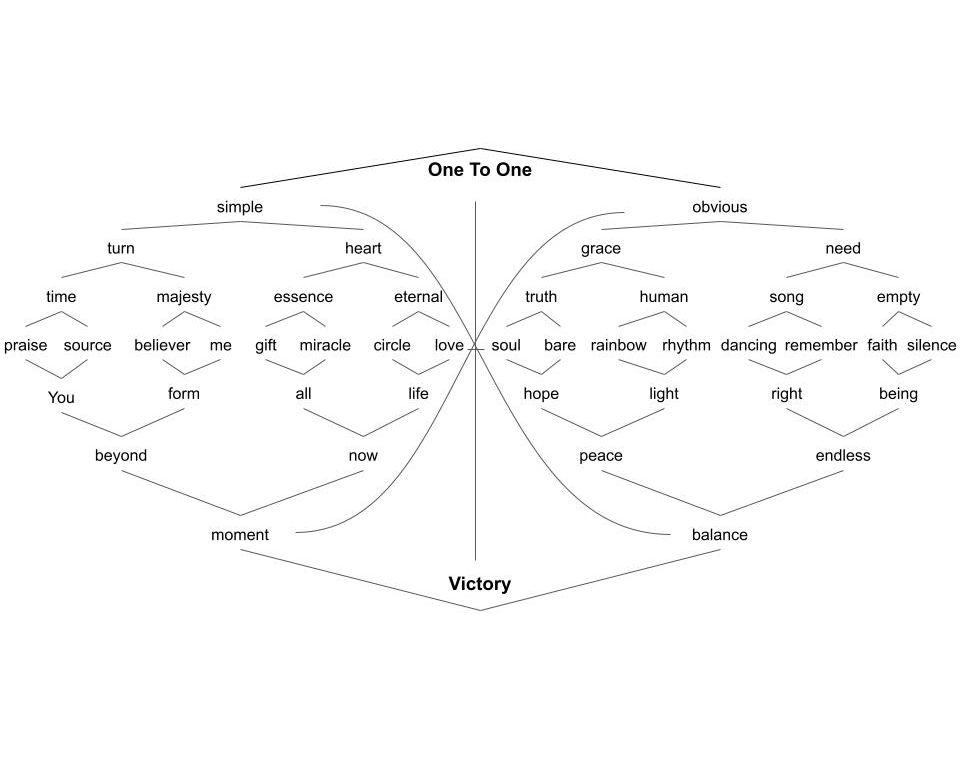 One To One
simple obvious
turn heart grace need
time majesty essence eternal truth human song empty
praise source believer me gift miracle circle love soul bare rainbow rhythm dancing remember faith silence
You form all life hope light right being
beyond now peace endless
moment balance
Victory